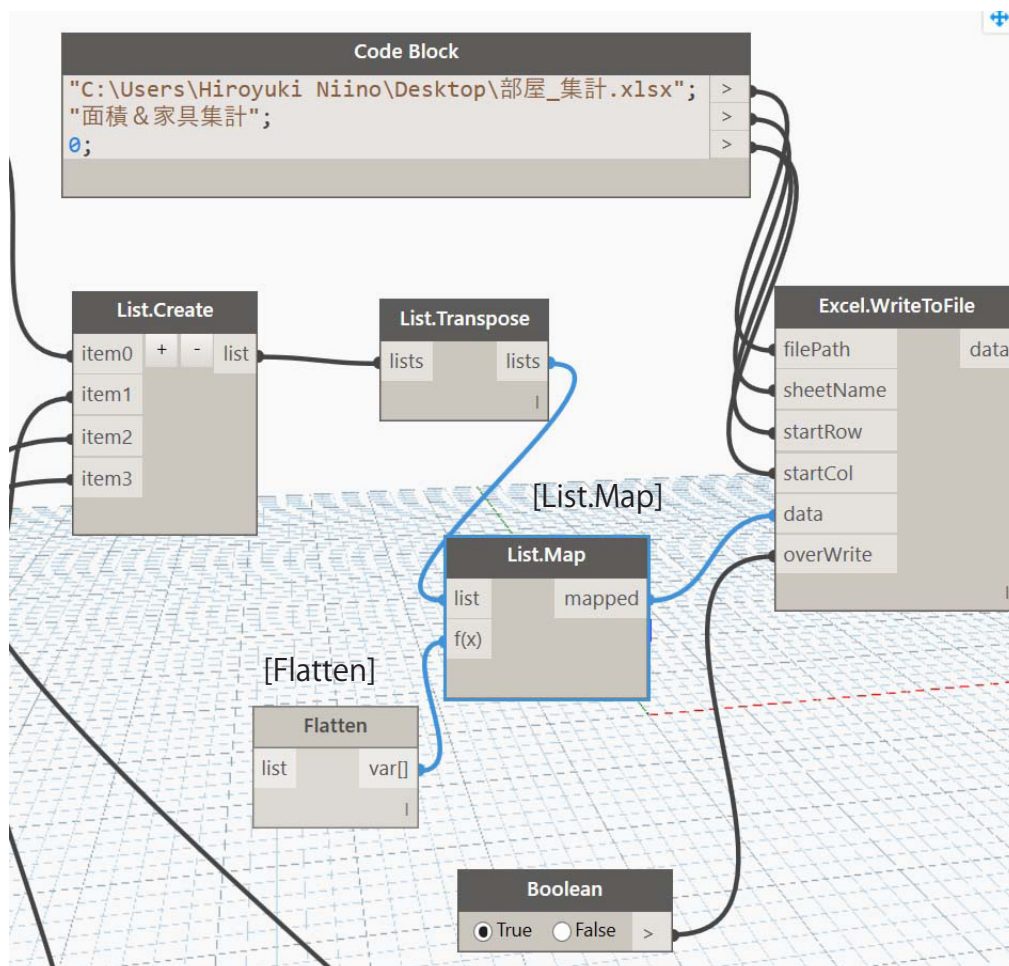 Code Block
"C:\Users\Hiroyuki Niino\Desktop\部屋_集計.xlsx"; >
"面積＆家具集計"; >
0; >
List.Create
item0 + - list
item1
item2
item3
List.Transpose
lists lists
l
Excel.WriteToFile
filePath data
sheetName
startRow
startCol
data
overWrite
l
[List.Map]
List.Map
list mapped
f(x)
[Flatten]
Flatten
list var[]
l
Boolean
True False >